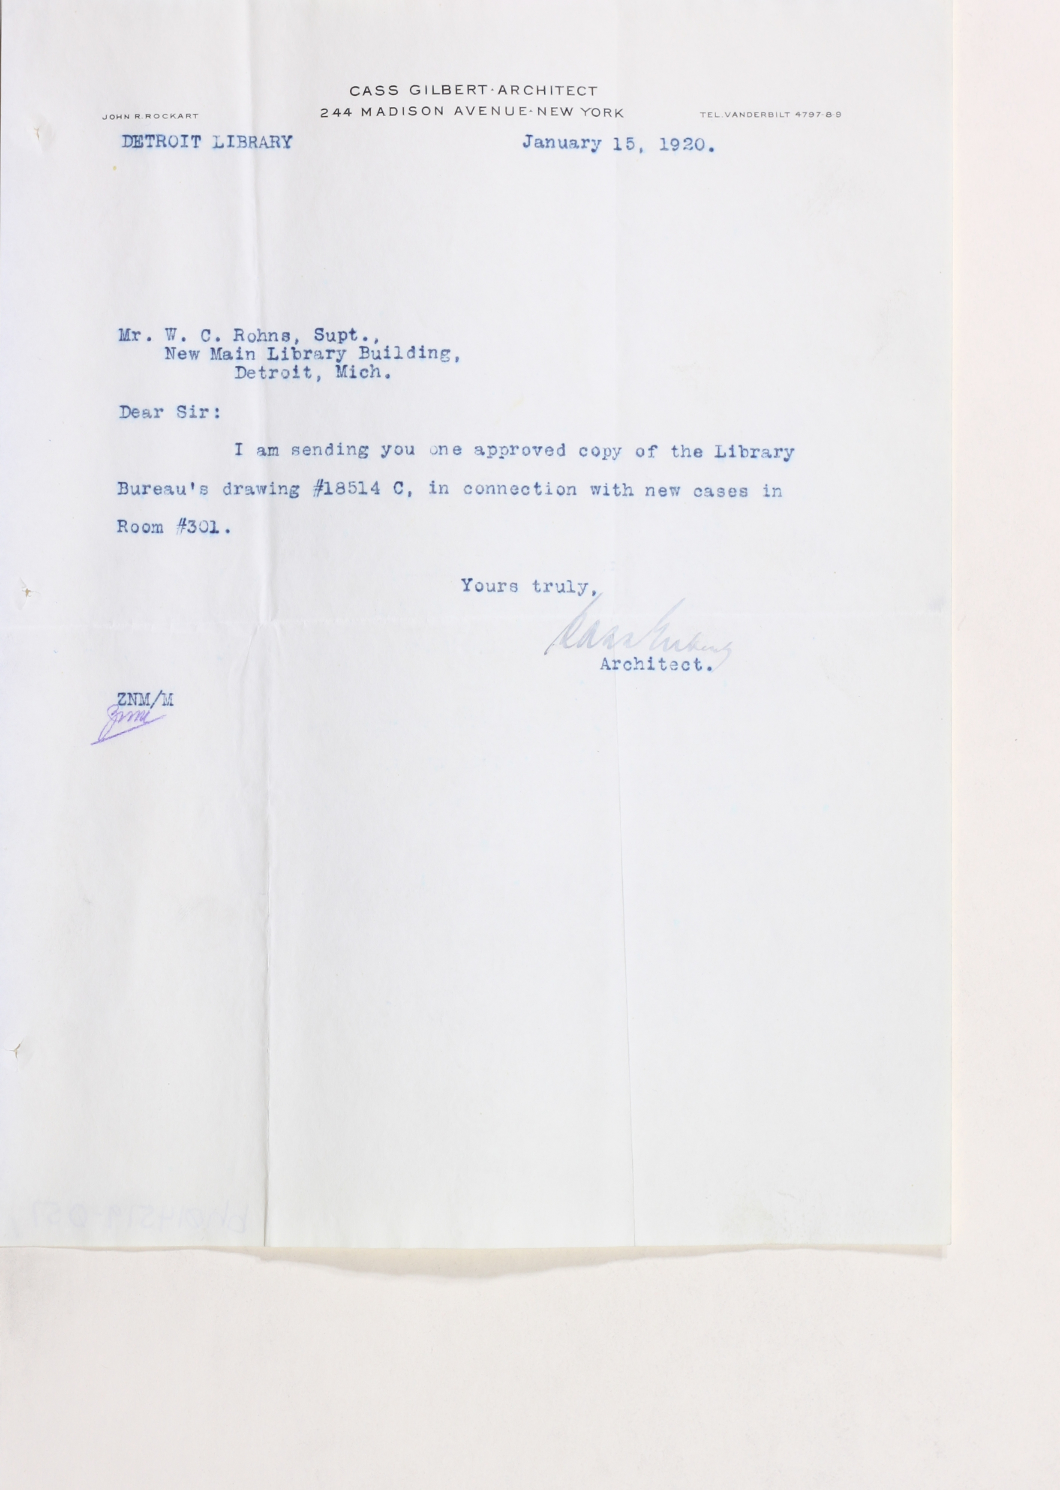 CASS GILBERT·ARCHITECT
244 MADISON AVENUE-NEW YORK
JOHN R. ROCKART
TEL. VANDERBILT 4797-8-9
DETROIT LIBRARY January 15, 1920.
Mr. W. C. Rohns, Supt.,
New Main Library Building,
Detroit, Mich.
Dear Sir:
I am sending you one approved copy of the Library
Bureau's drawing #18514 C, in connection with new cases in
Room #301.
Yours truly,
Cass Gilbert
Architect.
ZNM/M